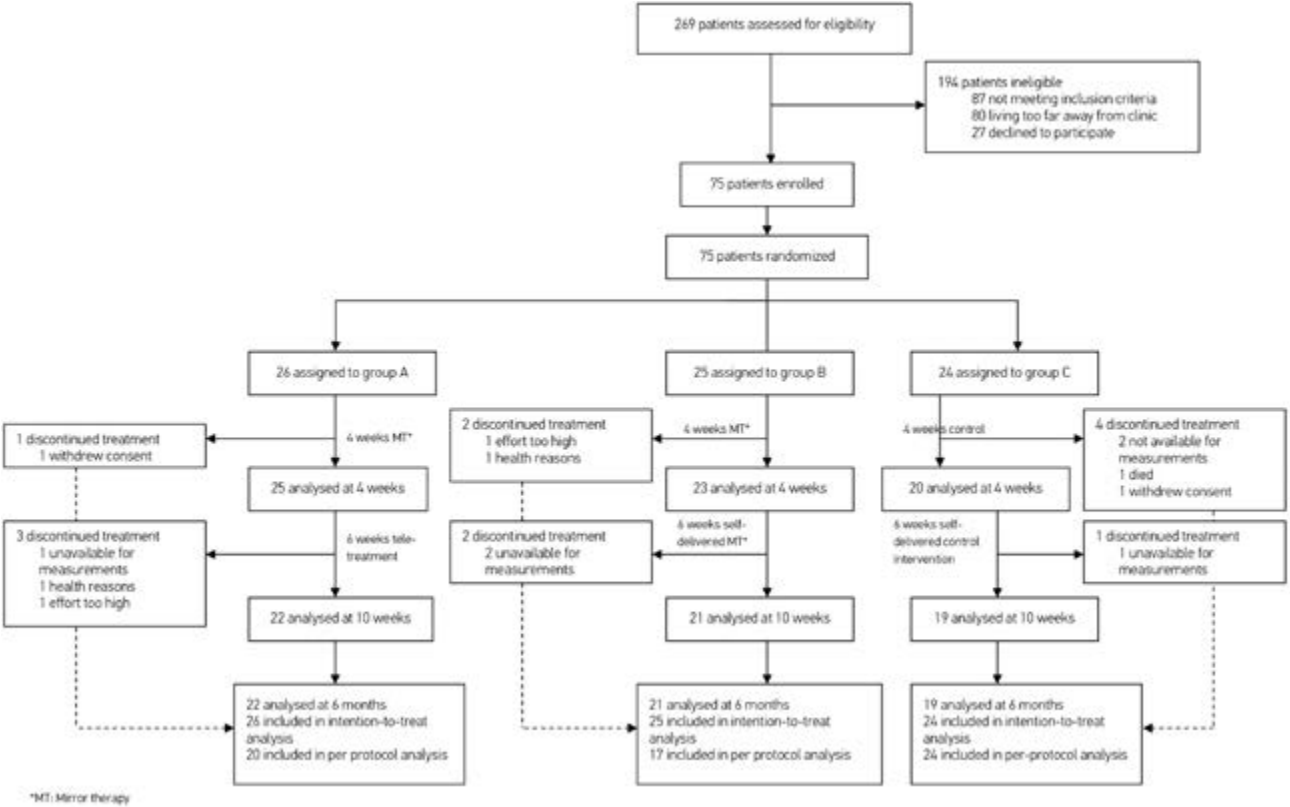 269 patients assessed for eligibility
194 patients ineligible
87 not meeting inclusion criteria
80 living too far away from clinic
27 declined to participate
75 patients enrolled
75 patients randomized
26 assigned to group A
25 assigned to group B
24 assigned to group C
1 discontinued treatment
1 withdrew consent
4 weeks MT*
2 discontinued treatment
1 effort too high
1 health reasons
4 weeks MT*
4 weeks control
4 discontinued treatment
2 not available for
measurements
1 died
1 withdrew consent
25 analysed at 4 weeks
23 analysed at 4 weeks
20 analysed at 4 weeks
3 discontinued treatment
1 unavailable for
measurements
1 health reasons
1 effort too high
6 weeks tele-
treatment
2 discontinued treatment
2 unavailable for
measurements
6 weeks self-
delivered MT*
6 weeks self-
delivered control
intervention
1 discontinued treatment
1 unavailable for
measurements
22 analysed at 10 weeks
21 analysed at 10 weeks
19 analysed at 10 weeks
22 analysed at 6 months
26 included in intention-to-treat
analysis
20 included in per protocol analysis
21 analysed at 6 months
25 included in intention-to-treat
analysis
17 included in per protocol analysis
19 analysed at 6 months
24 included in intention-to-treat
analysis
24 included in per-protocol analysis
*MT: Mirror therapy